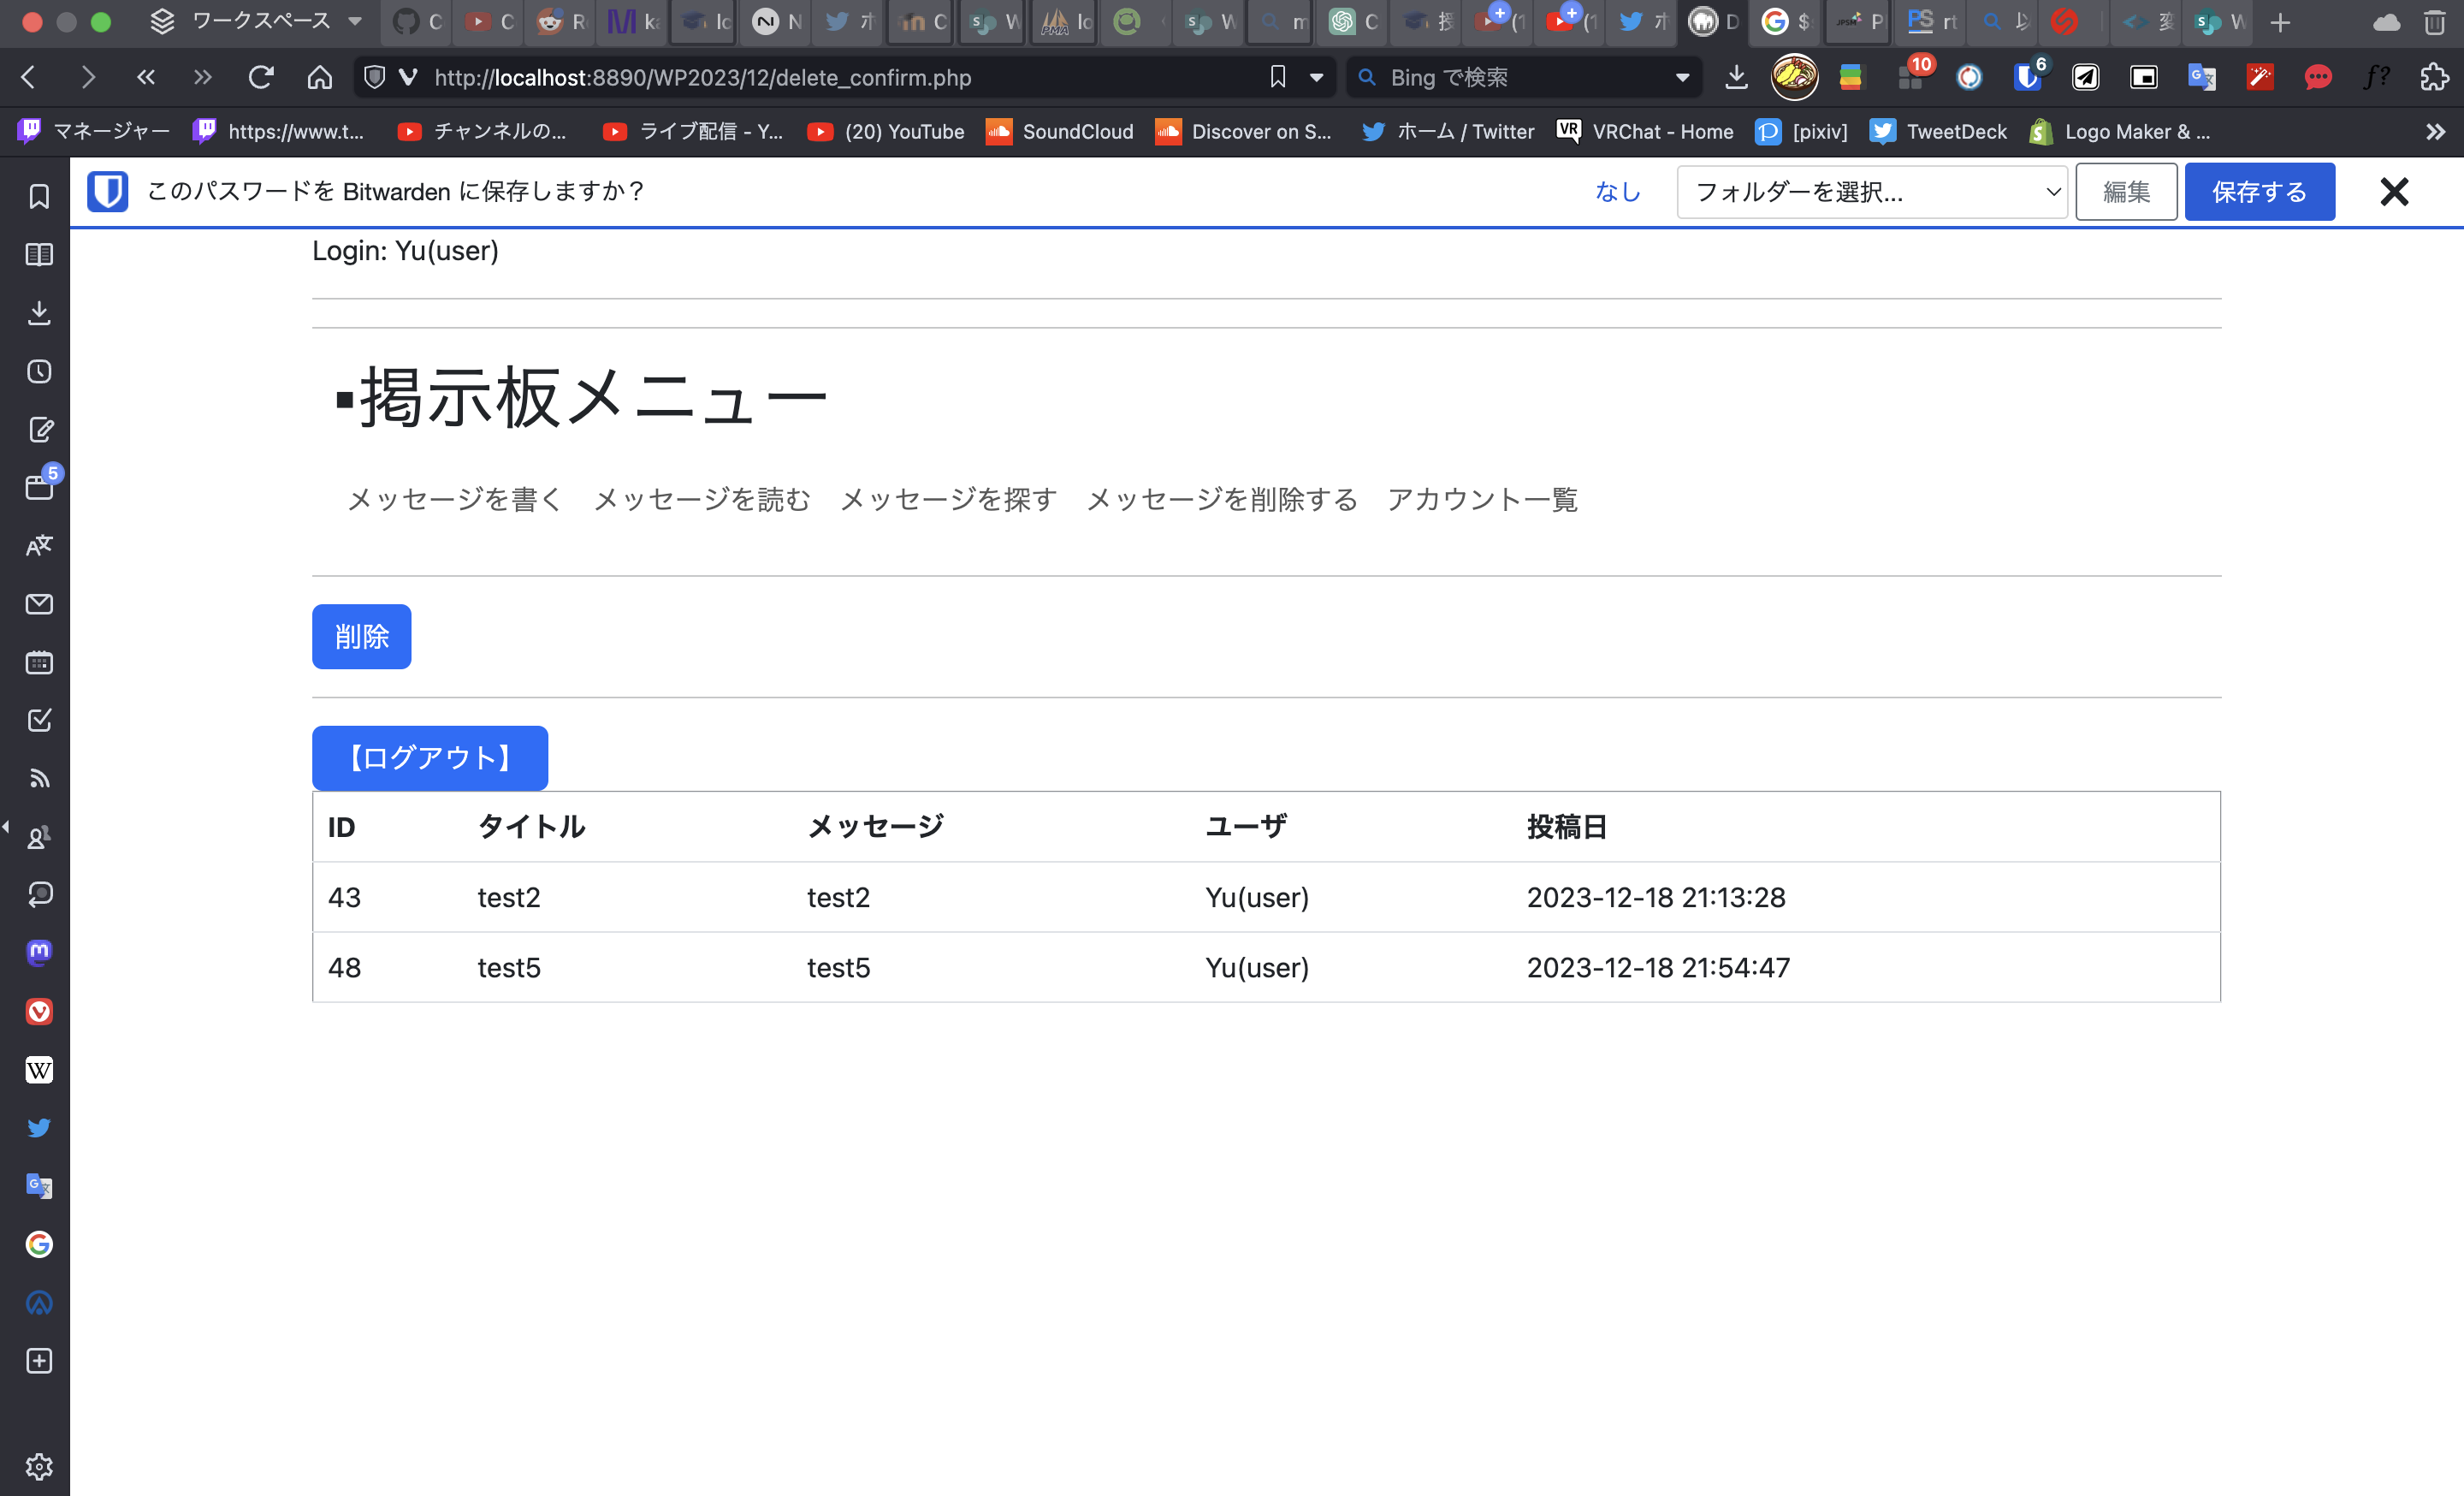 ワークスペース
http://localhost:8890/WP2023/12/delete_confirm.php
Bing で検索
10
6
マネージャー
https://www.t...
チャンネルの...
ライブ配信 - Y...
(20) YouTube
SoundCloud
Discover on S...
ホーム / Twitter
VRChat - Home
[pixiv]
TweetDeck
Logo Maker & ...
このパスワードを Bitwarden に保存しますか？
なし
フォルダーを選択...
編集
保存する
5
Login: Yu(user)
▪掲示板メニュー
メッセージを書く メッセージを読む メッセージを探す メッセージを削除する アカウント一覧
削除
【ログアウト】
ID タイトル メッセージ ユーザ 投稿日
43 test2 test2 Yu(user) 2023-12-18 21:13:28
48 test5 test5 Yu(user) 2023-12-18 21:54:47